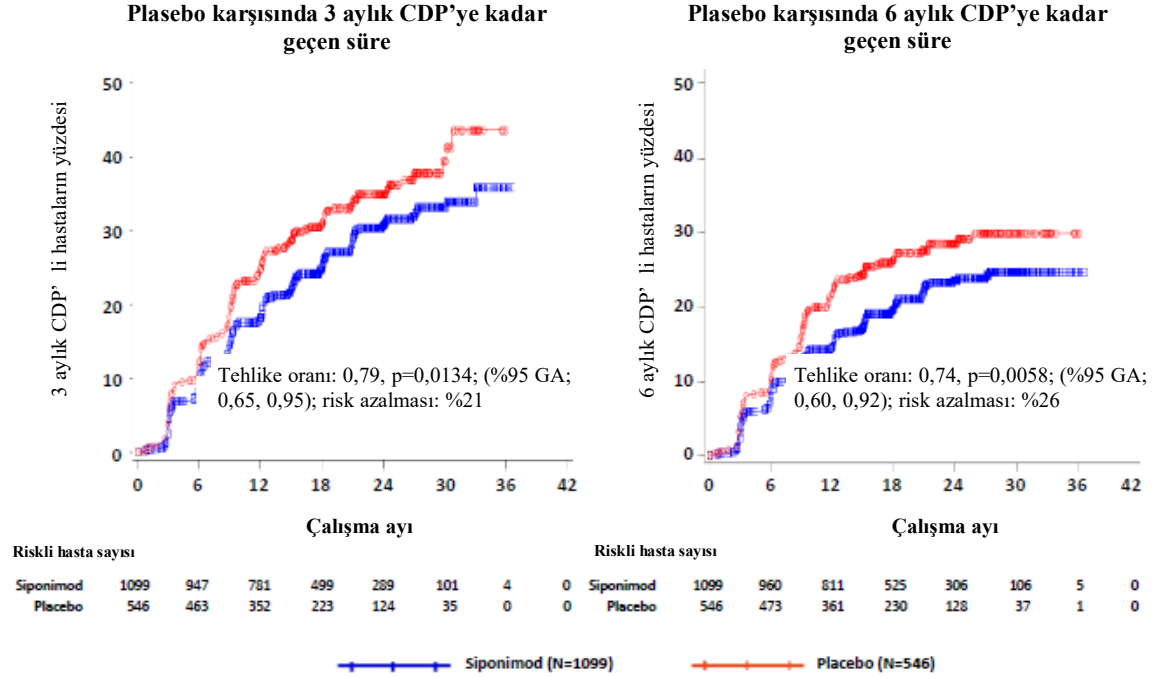 Plasebo karşısında 3 aylık CDP’ye kadar
geçen süre
3 aylık CDP’ li hastaların yüzdesi
50
40
30
20
10
0
Tehlike oranı: 0,79, p=0,0134; (%95 GA;
0,65, 0,95); risk azalması: %21
0 6 12 18 24 30 36 42
Çalışma ayı
Riskli hasta sayısı
Siponimod 1099 947 781 499 289 101 4 0
Placebo 546 463 352 223 124 35 0 0
Plasebo karşısında 6 aylık CDP’ye kadar
geçen süre
6 aylık CDP’ li hastaların yüzdesi
50
40
30
20
10
0
Tehlike oranı: 0,74, p=0,0058; (%95 GA;
0,60, 0,92); risk azalması: %26
0 6 12 18 24 30 36 42
Çalışma ayı
Riskli hasta sayısı
Siponimod 1099 960 811 525 306 106 5 0
Placebo 546 473 361 230 128 37 1 0
Siponimod (N=1099) Placebo (N=546)